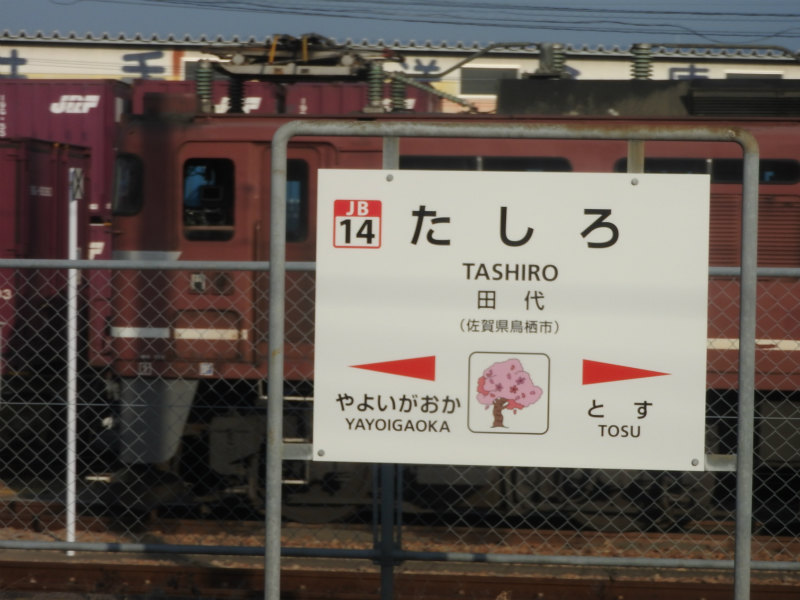 JRF
JB
14
たしろ
TASHIRO
田代
(佐賀県鳥栖市)
やよいがおか
YAYOIGAOKA
とす
TOSU